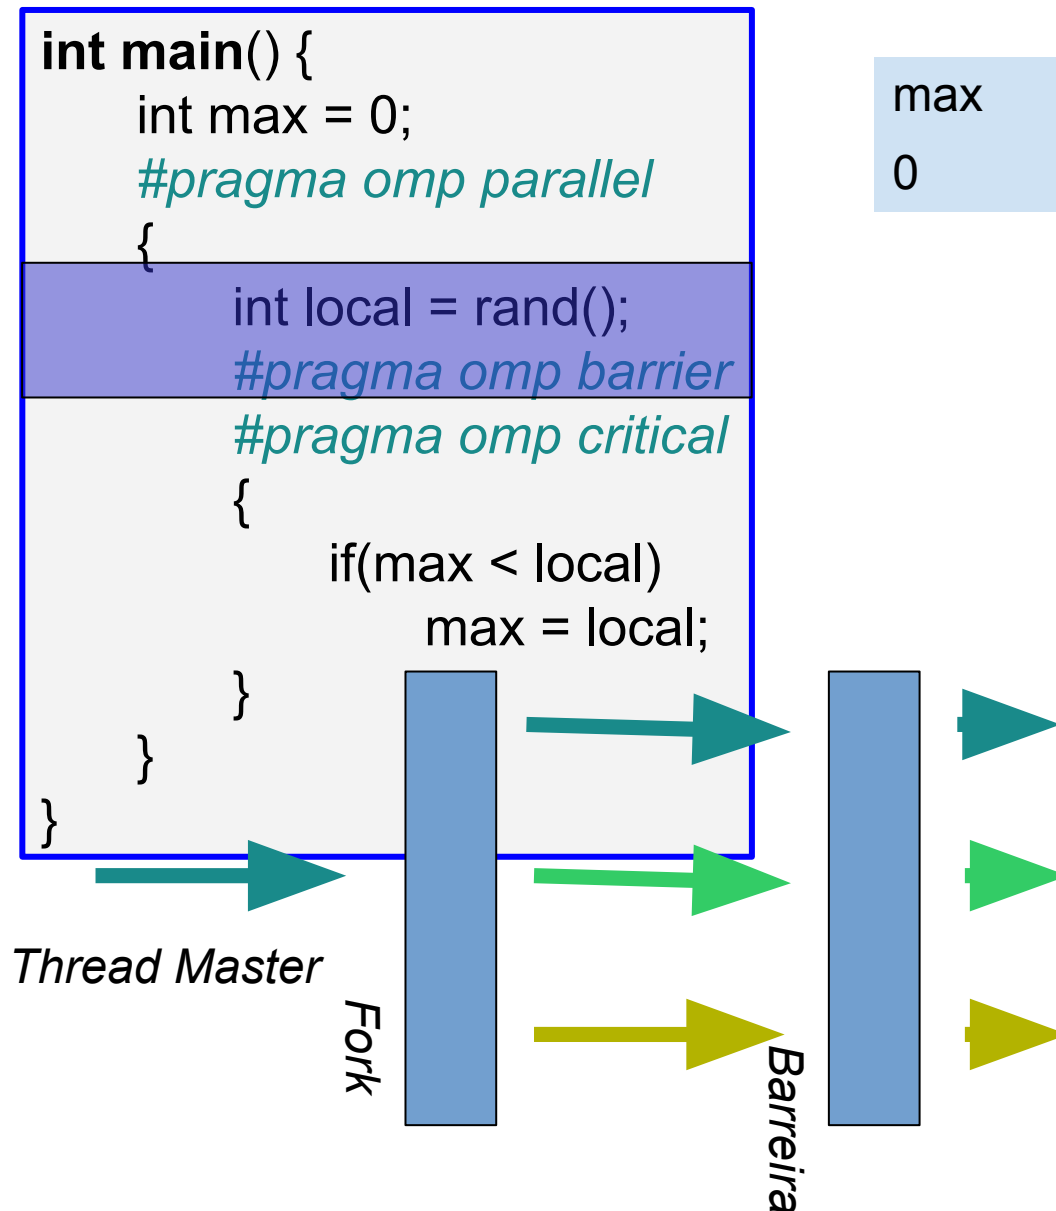 int main() {
int max = 0;
#pragma omp parallel
{
int local = rand();
#pragma omp barrier
#pragma omp critical
{
if(max < local)
max = local;
}
}
}
max
0
Thread Master
Fork
Barreira